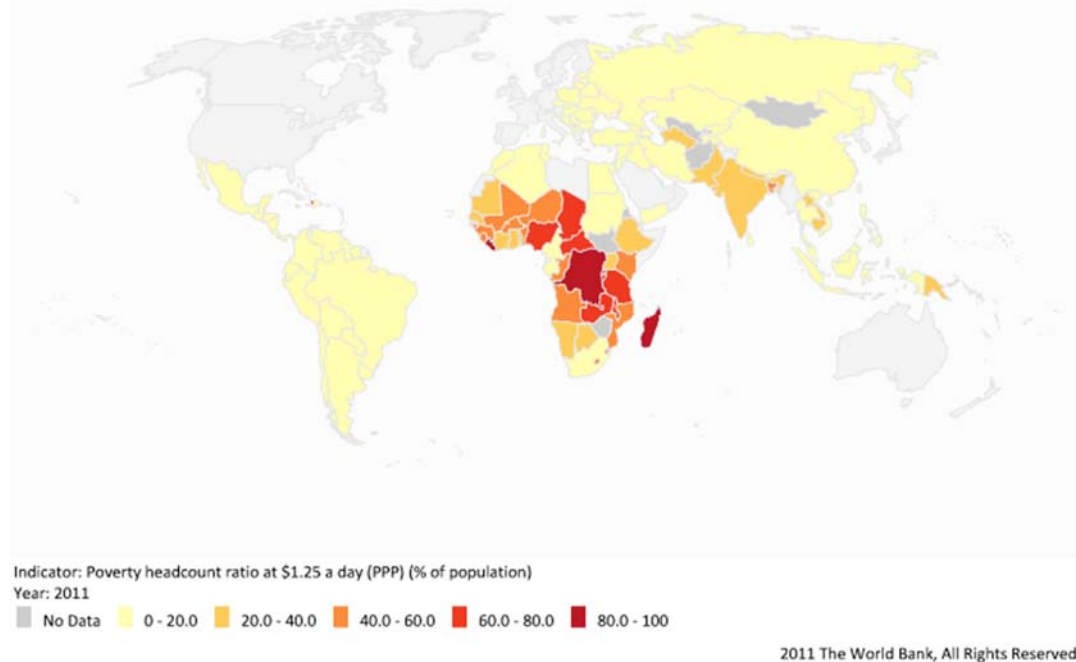 Indicator: Poverty headcount ratio at $1.25 a day (PPP) (% of population)
Year: 2011
No Data 0 - 20.0 20.0 - 40.0 40.0 - 60.0 60.0 - 80.0 80.0 - 100
2011 The World Bank, All Rights Reserved